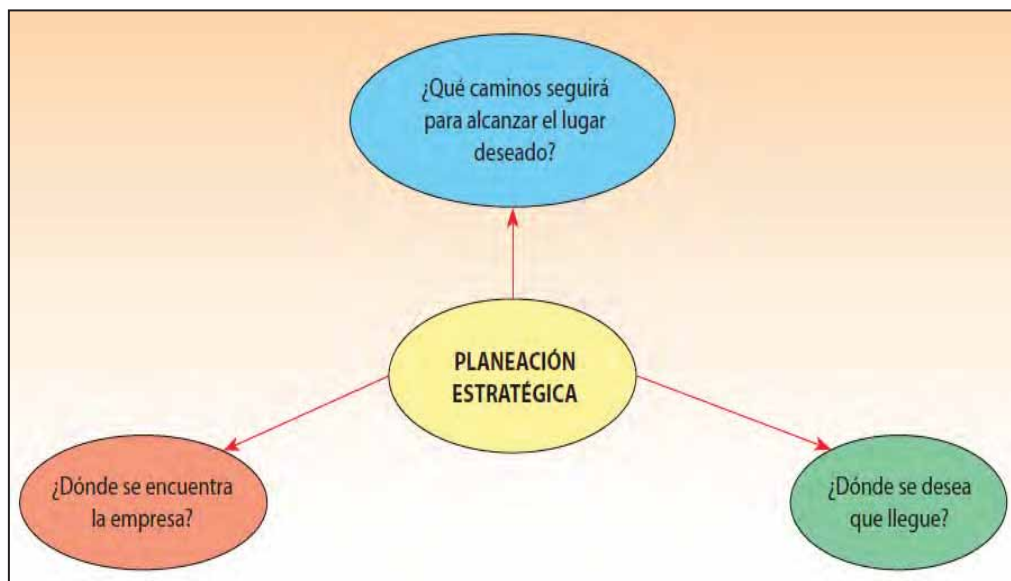 ¿Qué caminos seguirá
para alcanzar el lugar
deseado?
PLANEACIÓN
ESTRATÉGICA
¿Dónde se encuentra
la empresa?
¿Dónde se desea
que llegue?